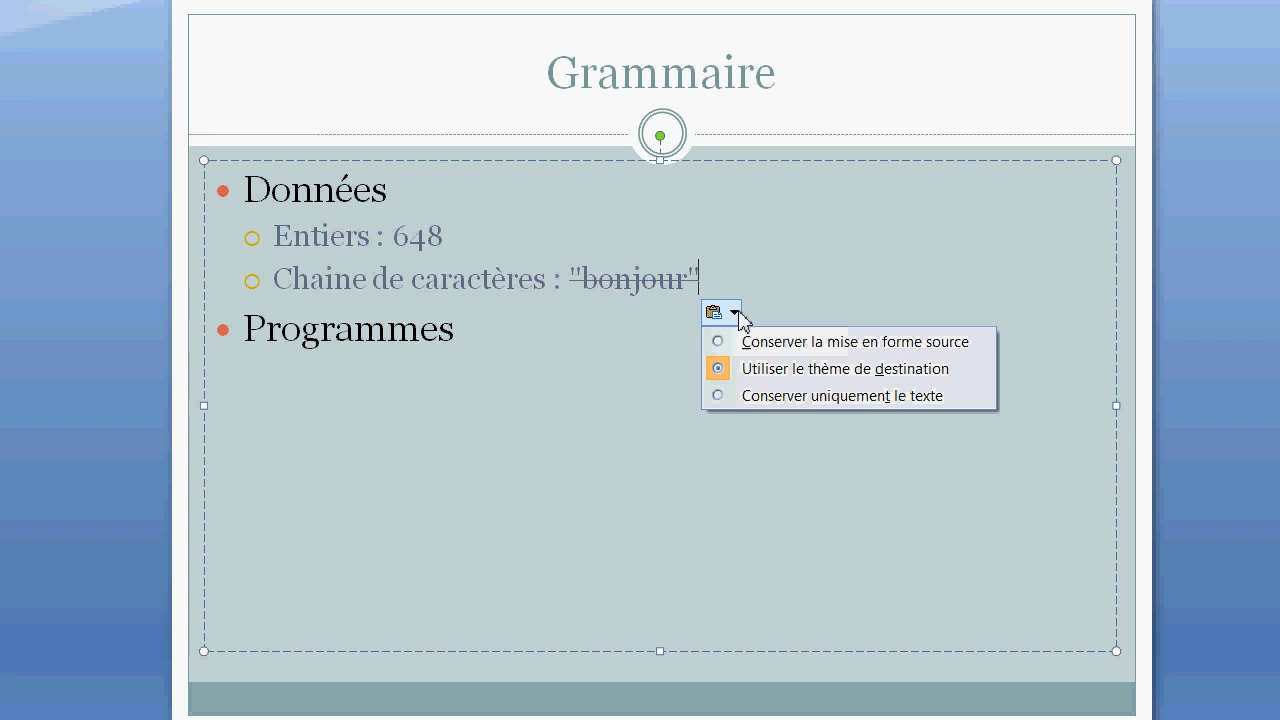 Grammaire
Données
Entiers : 648
Chaine de caractères : "bonjour"
Programmes
Conserver la mise en forme source
Utiliser le thème de destination
Conserver uniquement le texte